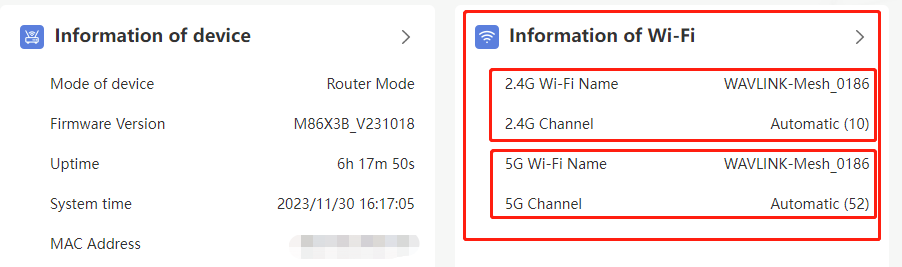 Information of device
Mode of device Router Mode
Firmware Version M86X3B_V231018
Uptime 6h 17m 50s
System time 2023/11/30 16:17:05
MAC Address
Information of Wi-Fi
2.4G Wi-Fi Name WAVLINK-Mesh_0186
2.4G Channel Automatic (10)
5G Wi-Fi Name WAVLINK-Mesh_0186
5G Channel Automatic (52)